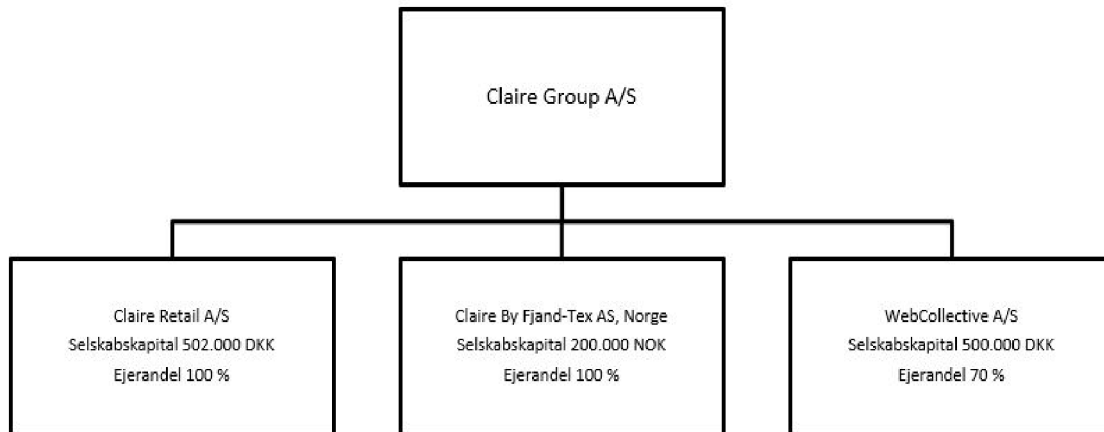 Claire Group A/S
Claire Retail A/S
Selskabskapital 502.000 DKK
Ejerandel 100 %
Claire By Fjand-Tex AS, Norge
Selskabskapital 200.000 NOK
Ejerandel 100 %
WebCollective A/S
Selskabskapital 500.000 DKK
Ejerandel 70 %